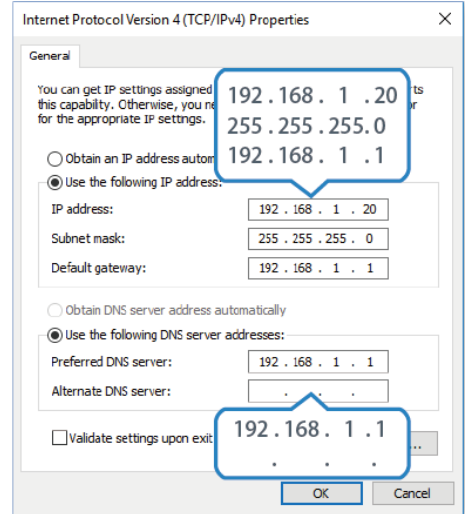 Internet Protocol Version 4 (TCP/IPv4) Properties
General
You can get IP settings assigned
this capability. Otherwise, you
for the appropriate IP settings.
192 . 168 . 1 . 20
255 . 255 . 255 . 0
192 . 168 . 1 . 1
Obtain an IP address
Use the following IP address:
IP address: 192 . 168 . 1 . 20
Subnet mask: 255 . 255 . 255 . 0
Default gateway: 192 . 168 . 1 . 1
Obtain DNS server address automatically
Use the following DNS server addresses:
Preferred DNS server: 192 . 168 . 1 . 1
Alternate DNS server: . . .
192 . 168 . 1 . 1
. . .
Validate settings upon exit
...
OK Cancel